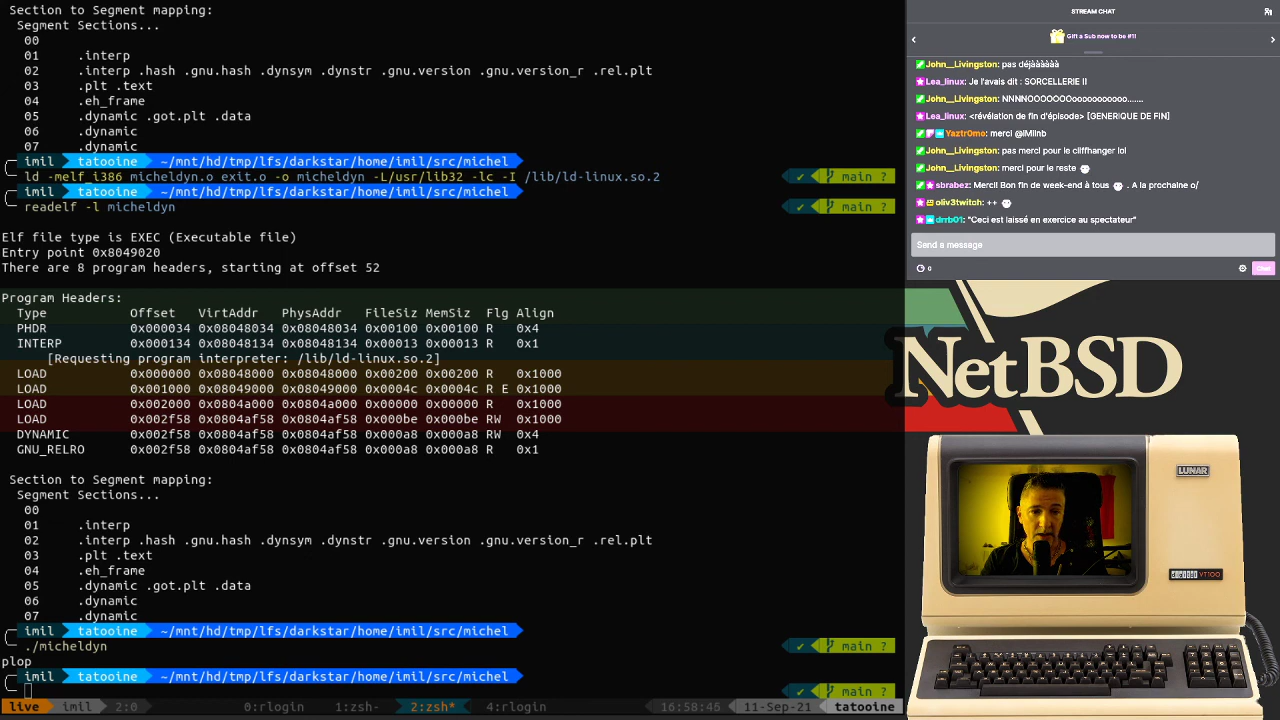 Section to Segment mapping:
Segment Sections...
00
01 .interp
02 .interp .hash .gnu.hash .dynsym .dynstr .gnu.version .gnu.version_r .rel.plt
03 .plt .text
04 .eh_frame
05 .dynamic .got.plt .data
06 .dynamic
07 .dynamic
imil tatooine ~/mnt/hd/tmp/lfs/darkstar/home/imil/src/michel
ld -melf_i386 micheldyn.o exit.o -o micheldyn -L/usr/lib32 -lc -I /lib/ld-linux.so.2 ✔ main ?
imil tatooine ~/mnt/hd/tmp/lfs/darkstar/home/imil/src/michel
readelf -l micheldyn ✔ main ?
Elf file type is EXEC (Executable file)
Entry point 0x8049020
There are 8 program headers, starting at offset 52
Program Headers:
Type Offset VirtAddr PhysAddr FileSiz MemSiz Flg Align
PHDR 0x000034 0x08048034 0x08048034 0x00100 0x00100 R 0x4
INTERP 0x000134 0x08048134 0x08048134 0x00013 0x00013 R 0x1
[Requesting program interpreter: /lib/ld-linux.so.2]
LOAD 0x000000 0x08048000 0x08048000 0x00200 0x00200 R 0x1000
LOAD 0x001000 0x08049000 0x08049000 0x0004c 0x0004c R E 0x1000
LOAD 0x002000 0x0804a000 0x0804a000 0x00000 0x00000 R 0x1000
LOAD 0x002f58 0x0804af58 0x0804af58 0x000be 0x000be RW 0x1000
DYNAMIC 0x002f58 0x0804af58 0x0804af58 0x000a8 0x000a8 RW 0x4
GNU_RELRO 0x002f58 0x0804af58 0x0804af58 0x000a8 0x000a8 R 0x1
Section to Segment mapping:
Segment Sections...
00
01 .interp
02 .interp .hash .gnu.hash .dynsym .dynstr .gnu.version .gnu.version_r .rel.plt
03 .plt .text
04 .eh_frame
05 .dynamic .got.plt .data
06 .dynamic
07 .dynamic
imil tatooine ~/mnt/hd/tmp/lfs/darkstar/home/imil/src/michel
./micheldyn ✔ main ?
plop
imil tatooine ~/mnt/hd/tmp/lfs/darkstar/home/imil/src/michel
✔ main ?
live imil 2:0 0:rlogin 1:zsh- 2:zsh* 4:rlogin 16:58:45 11-Sep-21 tatooine
STREAM CHAT
Gift a Sub now to be #1!
John__Livingston: pas déjàààààà
Lea_linux: Je l'avais dit : SORCELLERIE !!
John__Livingston: NNNNOOOOOOOooooooooooo.......
Lea_linux: <révélation de fin d'épisode> [GENERIQUE DE FIN]
Yaztr0mo: merci @iMilnb
John__Livingston: pas merci pour le cliffhanger lol
John__Livingston: merci pour le reste
sbrabez: Merci! Bon fin de week-end à tous . A la prochaine o/
oliv3twitch: ++
drrb01: "Ceci est laissé en exercice au spectateur"
Send a message
0 Chat
NetBSD
LUNAR
digital VT100